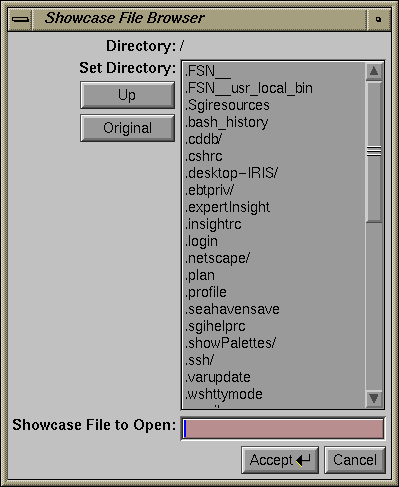 Showcase File Browser
Directory: /
Set Directory:
Up
Original
.FSN__
.FSN__usr_local_bin
.Sgiresources
.bash_history
.cddb/
.cshrc
.desktop-IRIS/
.ebtpriv/
.expertInsight
.insightrc
.login
.netscape/
.plan
.profile
.seahavensave
.sgihelprc
.showPalettes/
.ssh/
.varupdate
.wshttymode
Showcase File to Open:
Accept
Cancel